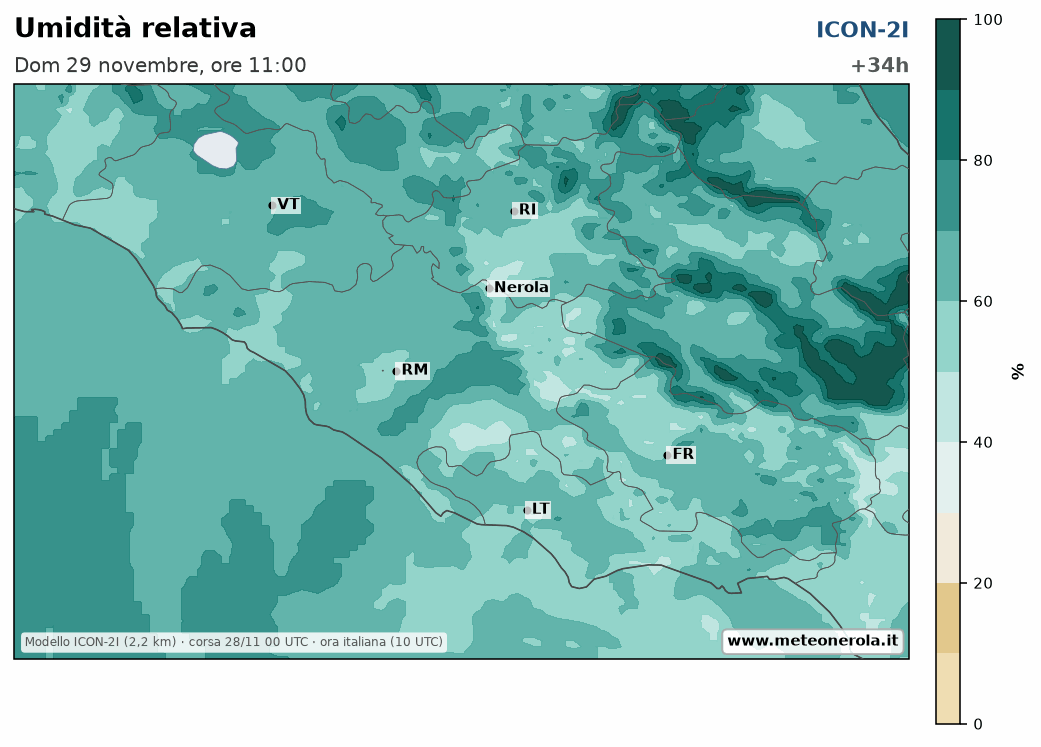 Umidità relativa
ICON-2I
Dom 29 novembre, ore 11:00
+34h
100
80
60
40
20
0
%
VT
RI
Nerola
RM
FR
LT
Modello ICON-2I (2,2 km) · corsa 28/11 00 UTC · ora italiana (10 UTC)
www.meteonerola.it